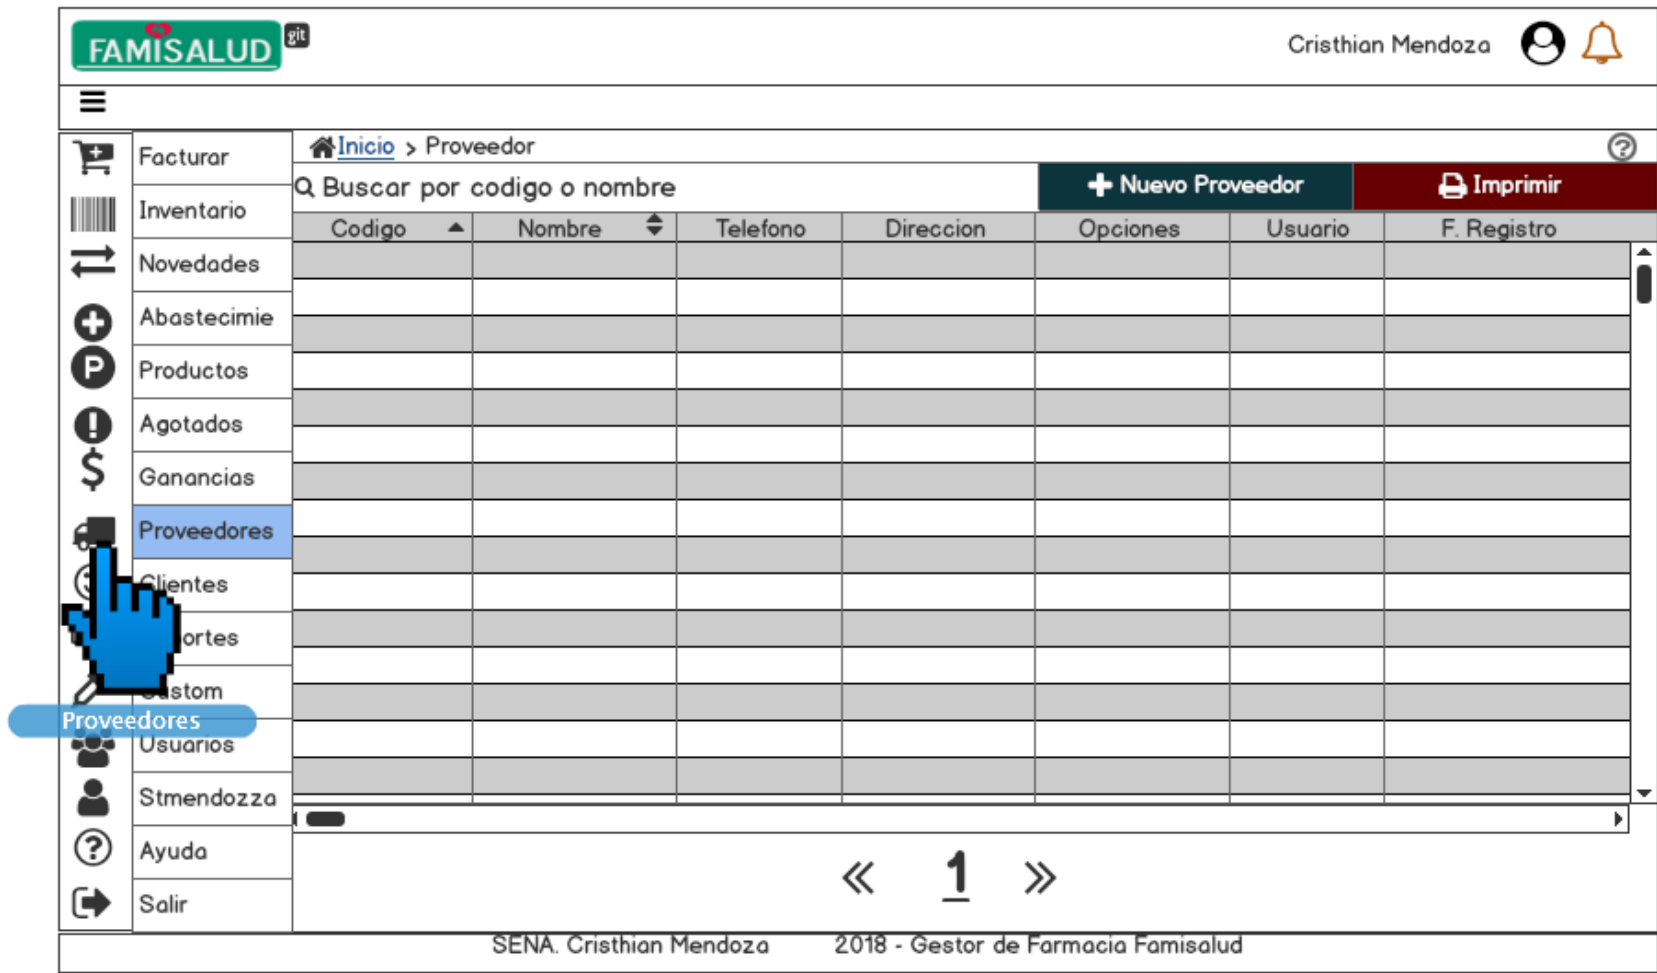 FAMISALUD git
Cristhian Mendoza
Facturar
Inventario
Novedades
Abastecimie
Productos
Agotados
Ganancias
Proveedores
Clientes
ortes
Custom
Proveedores
Usuarios
Stmendozza
Ayuda
Salir
Inicio > Proveedor
Buscar por codigo o nombre
+ Nuevo Proveedor
Imprimir
Codigo Nombre Telefono Direccion Opciones Usuario F. Registro
« 1 »
SENA. Cristhian Mendoza 2018 - Gestor de Farmacia Famisalud